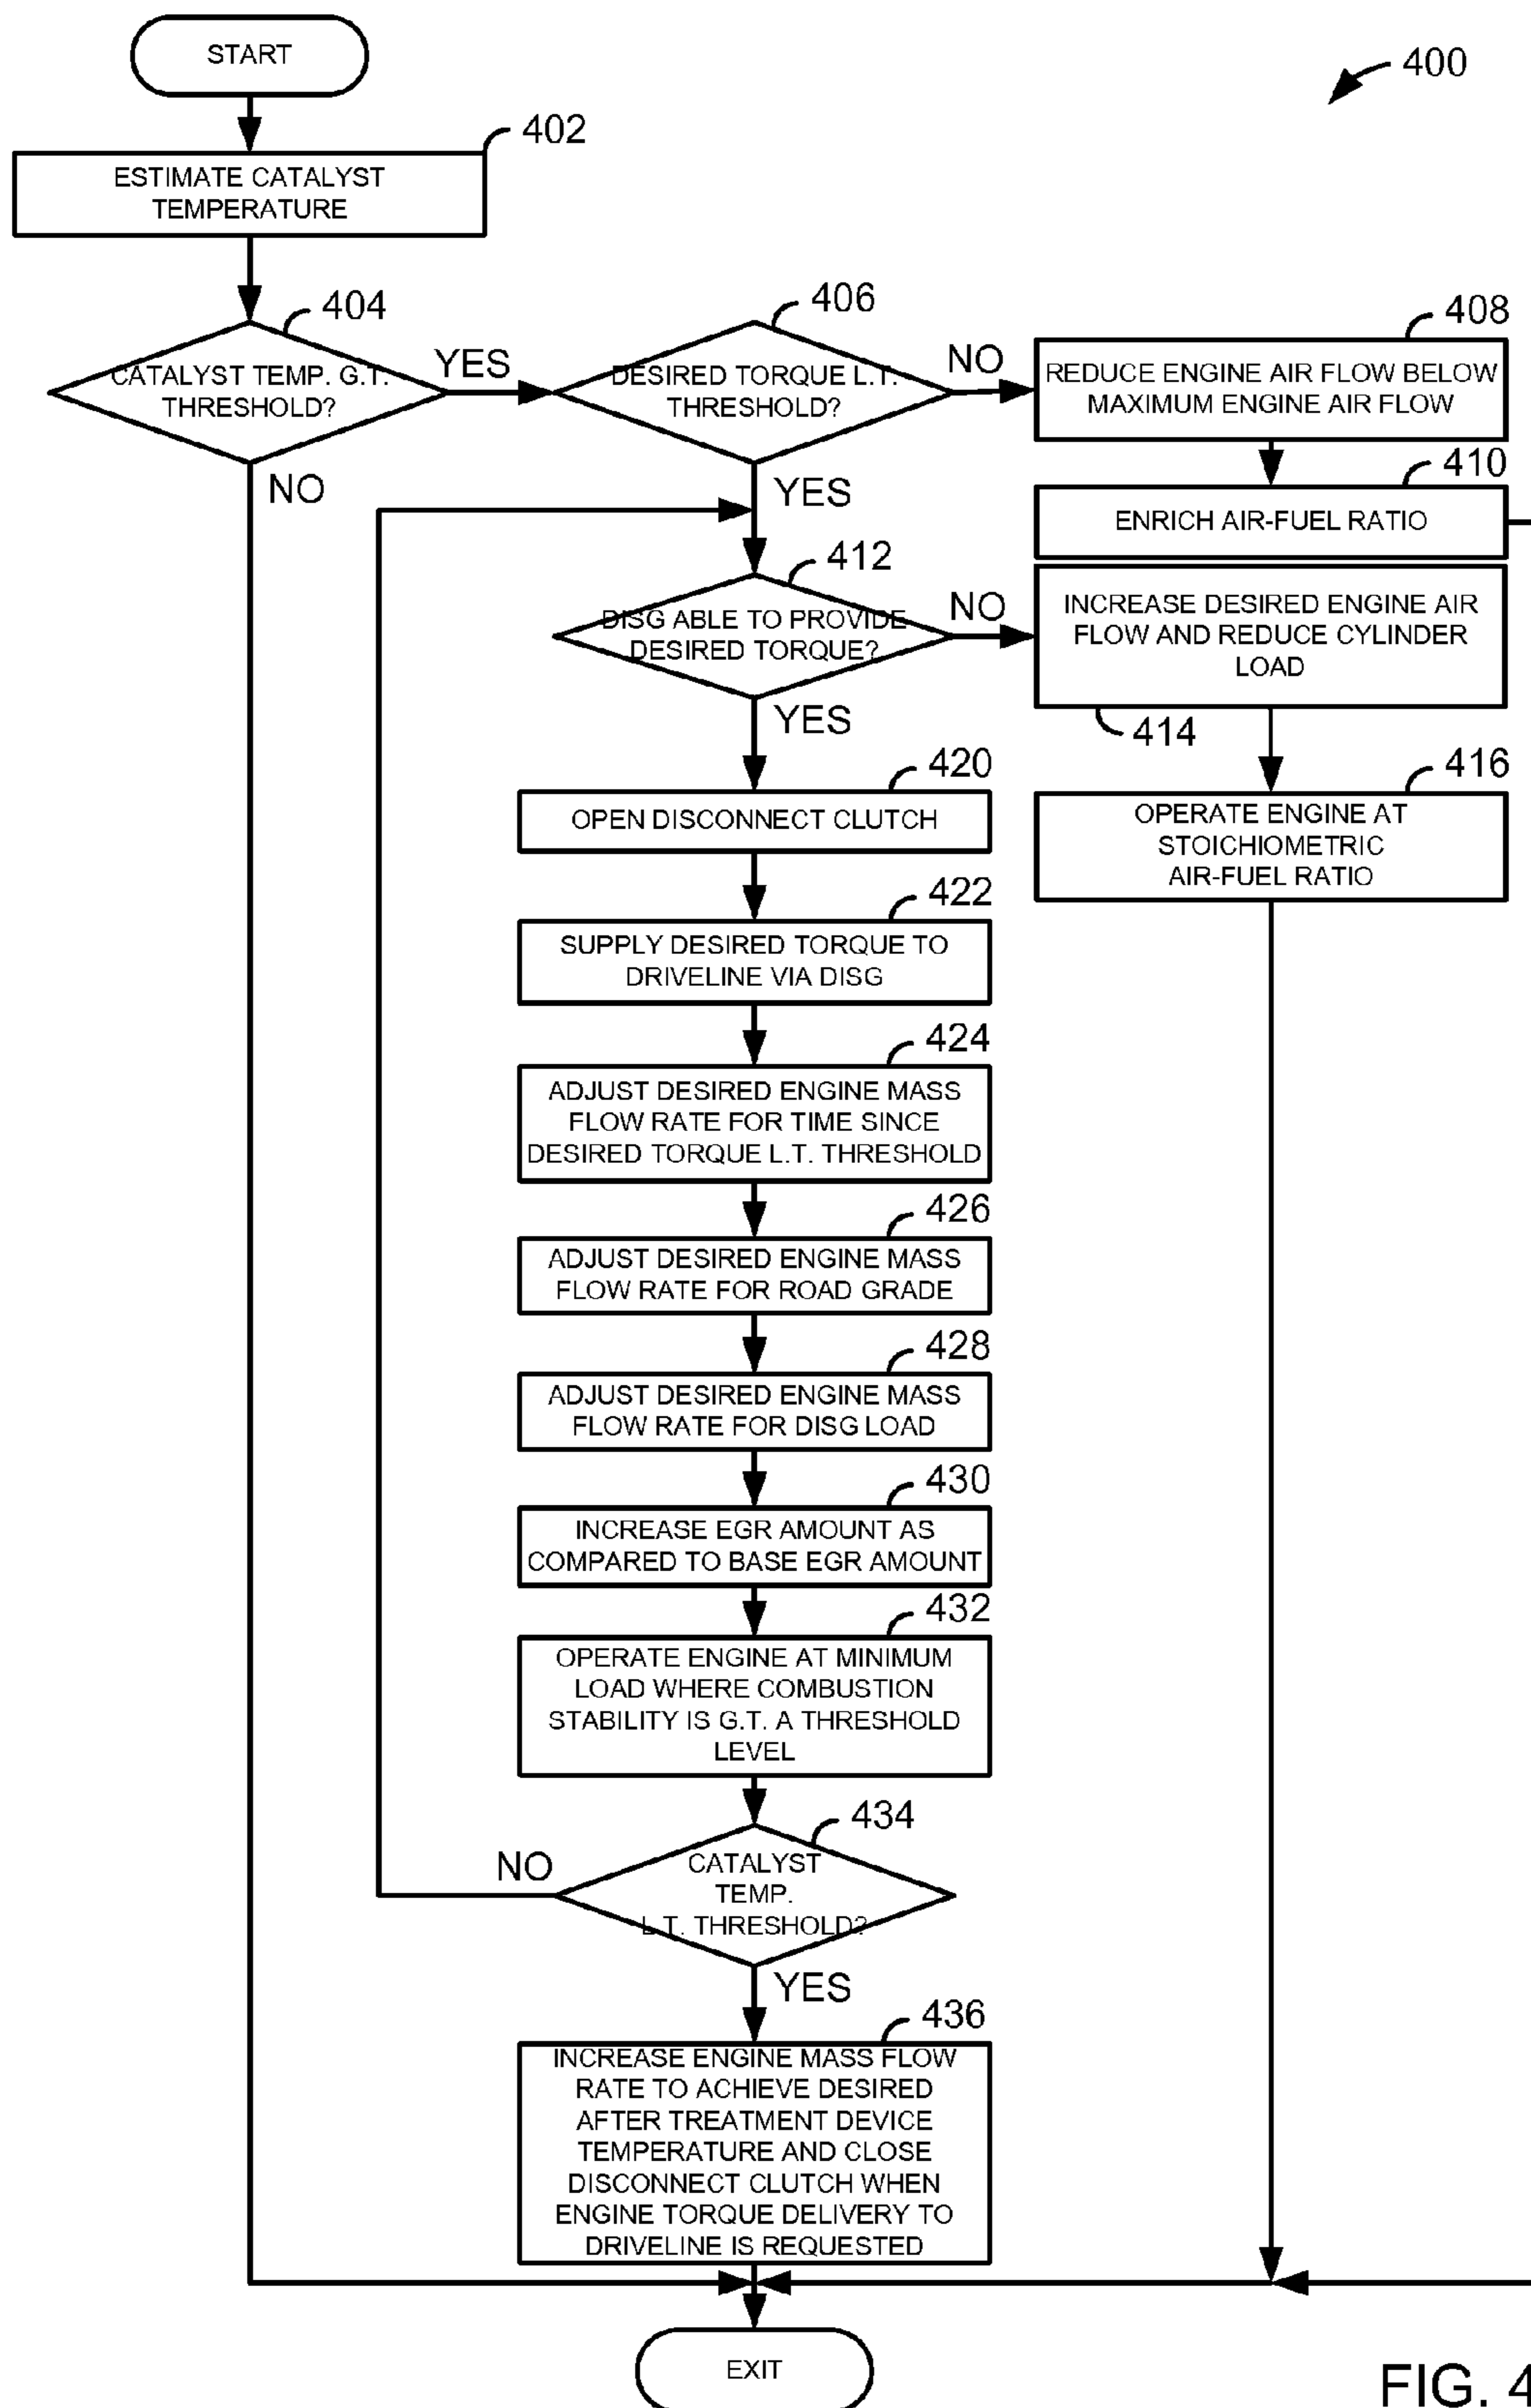 START
400
402
ESTIMATE CATALYST
TEMPERATURE
404
CATALYST TEMP. G.T.
THRESHOLD?
YES
NO
406
DESIRED TORQUE L.T.
THRESHOLD?
NO
YES
408
REDUCE ENGINE AIR FLOW BELOW
MAXIMUM ENGINE AIR FLOW
410
ENRICH AIR-FUEL RATIO
412
DISG ABLE TO PROVIDE
DESIRED TORQUE?
NO
YES
INCREASE DESIRED ENGINE AIR
FLOW AND REDUCE CYLINDER
LOAD
414
416
OPERATE ENGINE AT
STOICHIOMETRIC
AIR-FUEL RATIO
420
OPEN DISCONNECT CLUTCH
422
SUPPLY DESIRED TORQUE TO
DRIVELINE VIA DISG
424
ADJUST DESIRED ENGINE MASS
FLOW RATE FOR TIME SINCE
DESIRED TORQUE L.T. THRESHOLD
426
ADJUST DESIRED ENGINE MASS
FLOW RATE FOR ROAD GRADE
428
ADJUST DESIRED ENGINE MASS
FLOW RATE FOR DISG LOAD
430
INCREASE EGR AMOUNT AS
COMPARED TO BASE EGR AMOUNT
432
OPERATE ENGINE AT MINIMUM
LOAD WHERE COMBUSTION
STABILITY IS G.T. A THRESHOLD
LEVEL
434
CATALYST
TEMP.
L.T. THRESHOLD?
NO
YES
436
INCREASE ENGINE MASS FLOW
RATE TO ACHIEVE DESIRED
AFTER TREATMENT DEVICE
TEMPERATURE AND CLOSE
DISCONNECT CLUTCH WHEN
ENGINE TORQUE DELIVERY TO
DRIVELINE IS REQUESTED
EXIT
FIG. 4